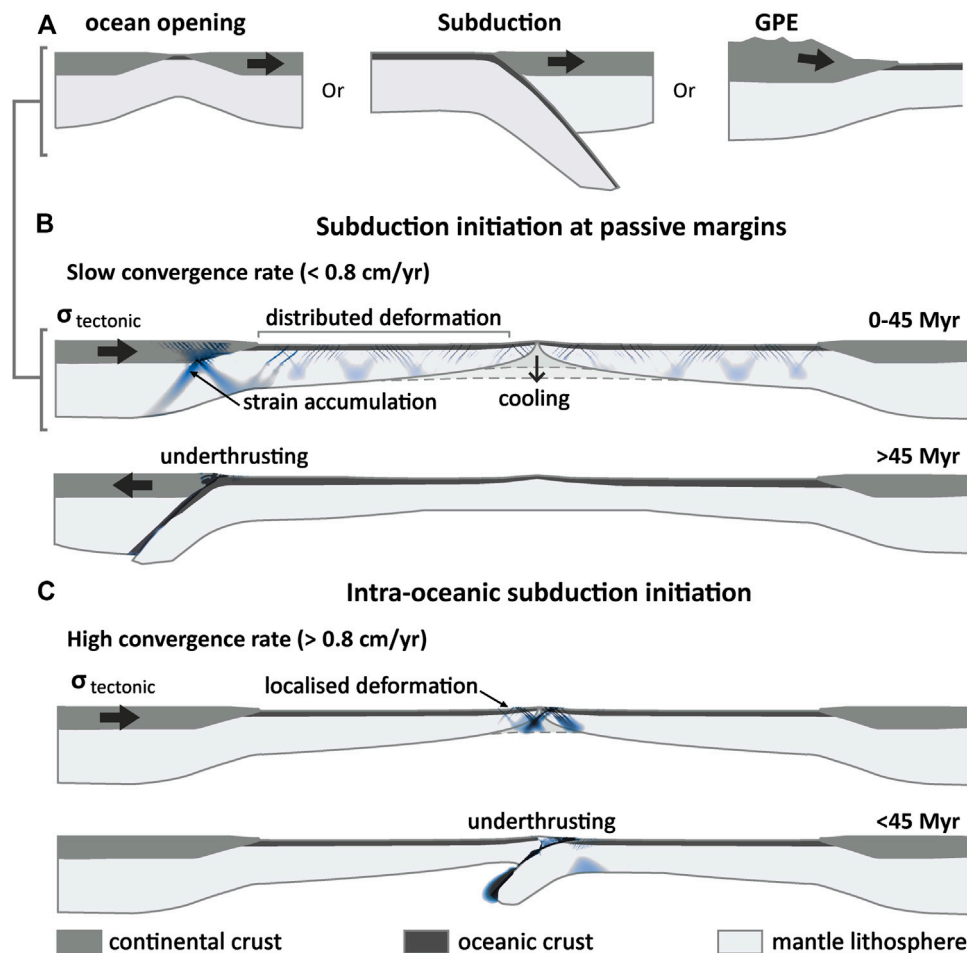 A
ocean opening
Subduction
GPE
Or
Or
B
Subduction initiation at passive margins
Slow convergence rate (< 0.8 cm/yr)
σ tectonic
distributed deformation
0-45 Myr
strain accumulation
cooling
underthrusting
>45 Myr
C
Intra-oceanic subduction initiation
High convergence rate (> 0.8 cm/yr)
σ tectonic
localised deformation
underthrusting
<45 Myr
continental crust
oceanic crust
mantle lithosphere